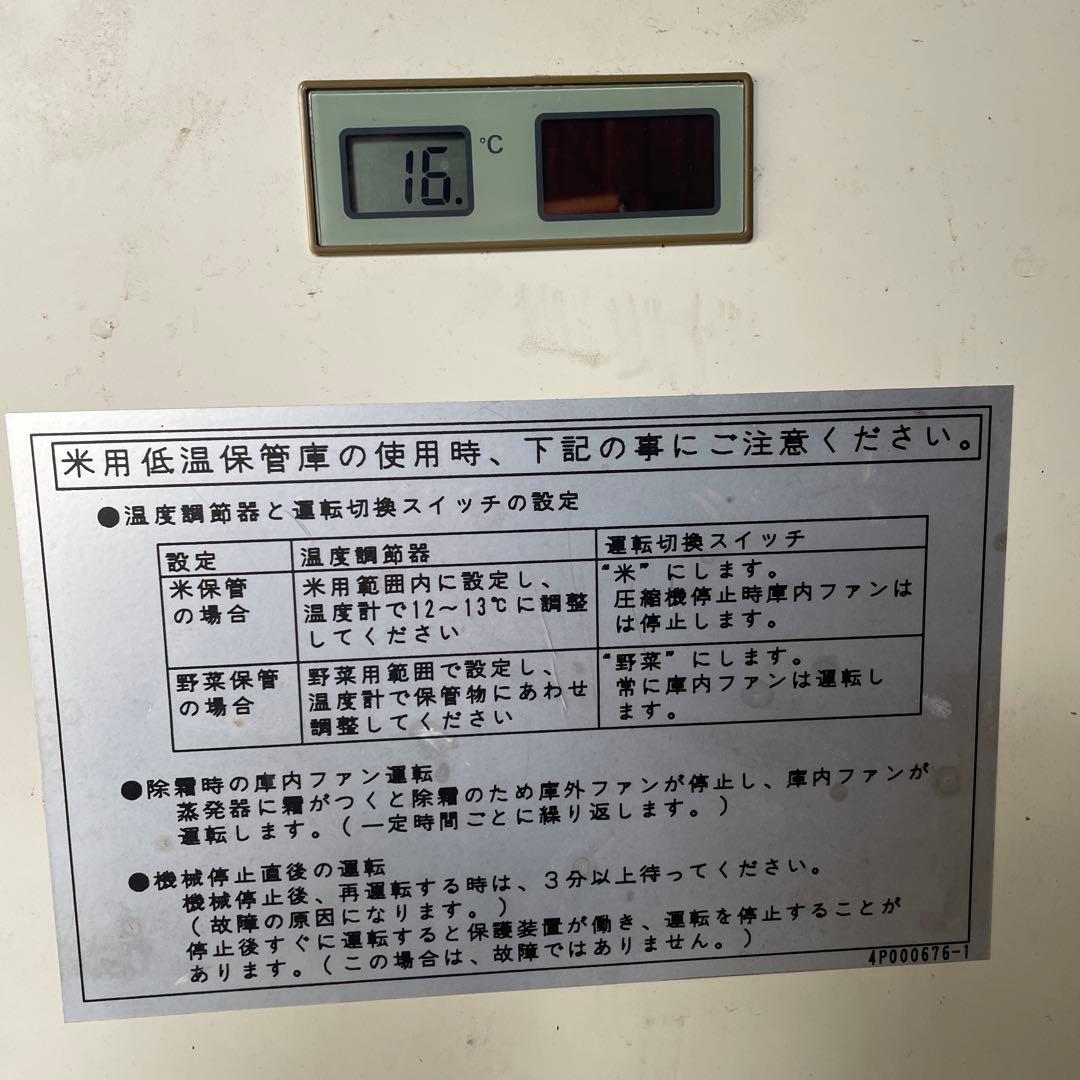 16.
℃
米用低温保管庫の使用時、下記の事にご注意ください。
●温度調節器と運転切換スイッチの設定
設定
温度調節器
運転切換スイッチ
米保管
の場合
米用範囲内に設定し、
温度計で12～13℃に調整
してください
“米”にします。
圧縮機停止時庫内ファンは
は停止します。
野菜保管
の場合
野菜用範囲で設定し、
温度計で保管物にあわせ
調整してください
“野菜”にします。
常に庫内ファンは運転し
ます。
●除霜時の庫内ファン運転
蒸発器に霜がつくと除霜のため庫外ファンが停止し、庫内ファンが
運転します。（一定時間ごとに繰り返します。）
●機械停止直後の運転
機械停止後、再運転する時は、3分以上待ってください。
（故障の原因になります。）
停止後すぐに運転すると保護装置が働き、運転を停止することが
あります。（この場合は、故障ではありません。）
4P000676-1